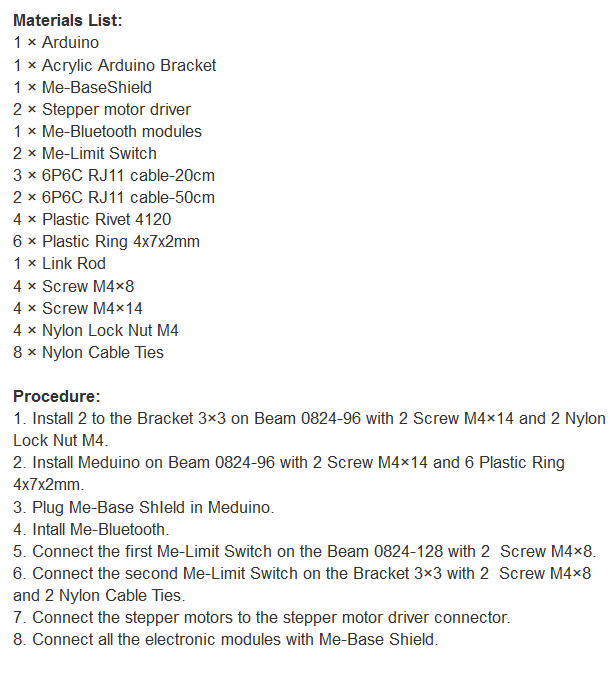 Materials List:
1 × Arduino
1 × Acrylic Arduino Bracket
1 × Me-BaseShield
2 × Stepper motor driver
1 × Me-Bluetooth modules
2 × Me-Limit Switch
3 × 6P6C RJ11 cable-20cm
2 × 6P6C RJ11 cable-50cm
4 × Plastic Rivet 4120
6 × Plastic Ring 4x7x2mm
1 × Link Rod
4 × Screw M4×8
4 × Screw M4×14
4 × Nylon Lock Nut M4
8 × Nylon Cable Ties
Procedure:
1. Install 2 to the Bracket 3×3 on Beam 0824-96 with 2 Screw M4×14 and 2 Nylon
Lock Nut M4.
2. Install Meduino on Beam 0824-96 with 2 Screw M4×14 and 6 Plastic Ring
4x7x2mm.
3. Plug Me-Base ShIeld in Meduino.
4. Intall Me-Bluetooth.
5. Connect the first Me-Limit Switch on the Beam 0824-128 with 2  Screw M4×8.
6. Connect the second Me-Limit Switch on the Bracket 3×3 with 2  Screw M4×8
and 2 Nylon Cable Ties.
7. Connect the stepper motors to the stepper motor driver connector.
8. Connect all the electronic modules with Me-Base Shield.